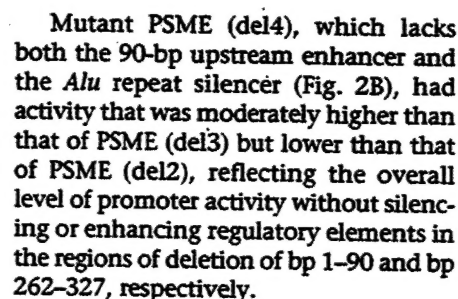 Mutant PSME (del4), which lacks
both the 90-bp upstream enhancer and
the Alu repeat silencer (Fig. 2B), had
activity that was moderately higher than
that of PSME (del3) but lower than that
of PSME (del2), reflecting the overall
level of promoter activity without silenc-
ing or enhancing regulatory elements in
the regions of deletion of bp 1–90 and bp
262–327, respectively.